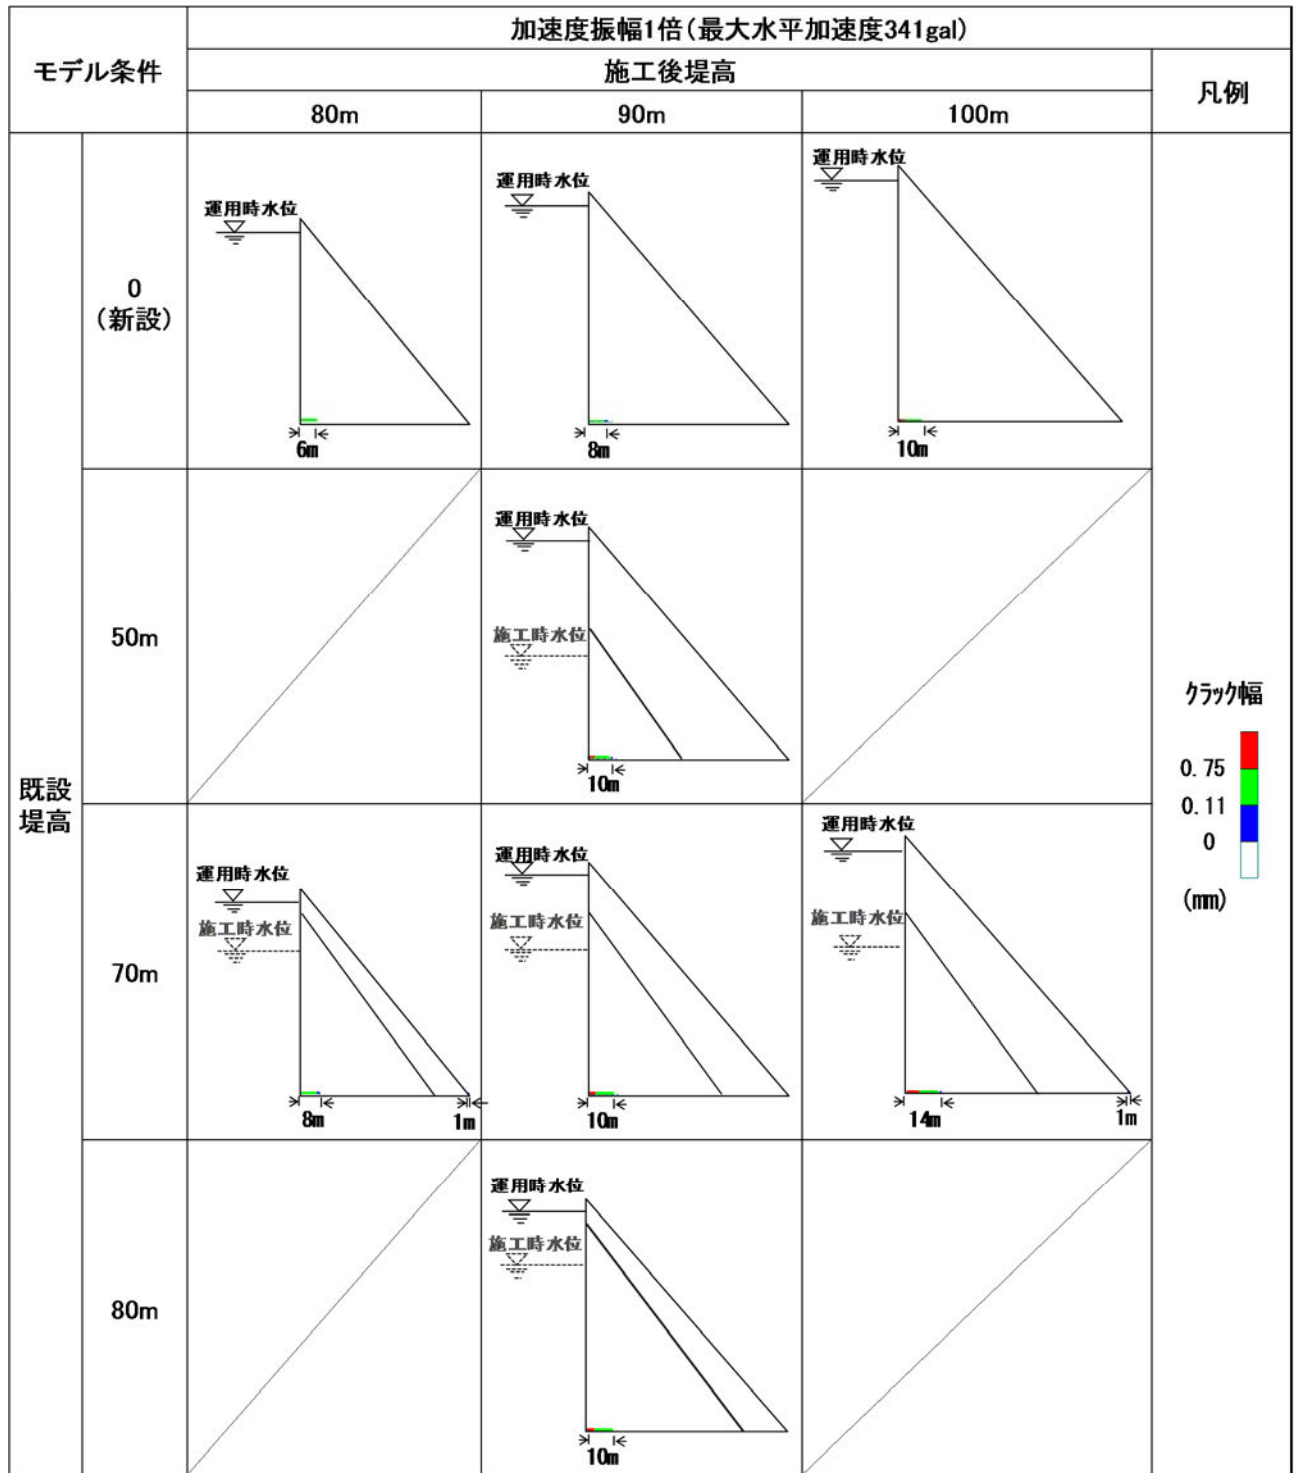 モデル条件
加速度振幅1倍(最大水平加速度341gal)
施工後堤高
80m
90m
100m
凡例
既設
堤高
0
(新設)
運用時水位
6m
運用時水位
8m
運用時水位
10m
50m
運用時水位
施工時水位
10m
70m
運用時水位
施工時水位
8m
1m
運用時水位
施工時水位
10m
運用時水位
施工時水位
14m
1m
80m
運用時水位
施工時水位
10m
クラック幅
0.75
0.11
0
(mm)